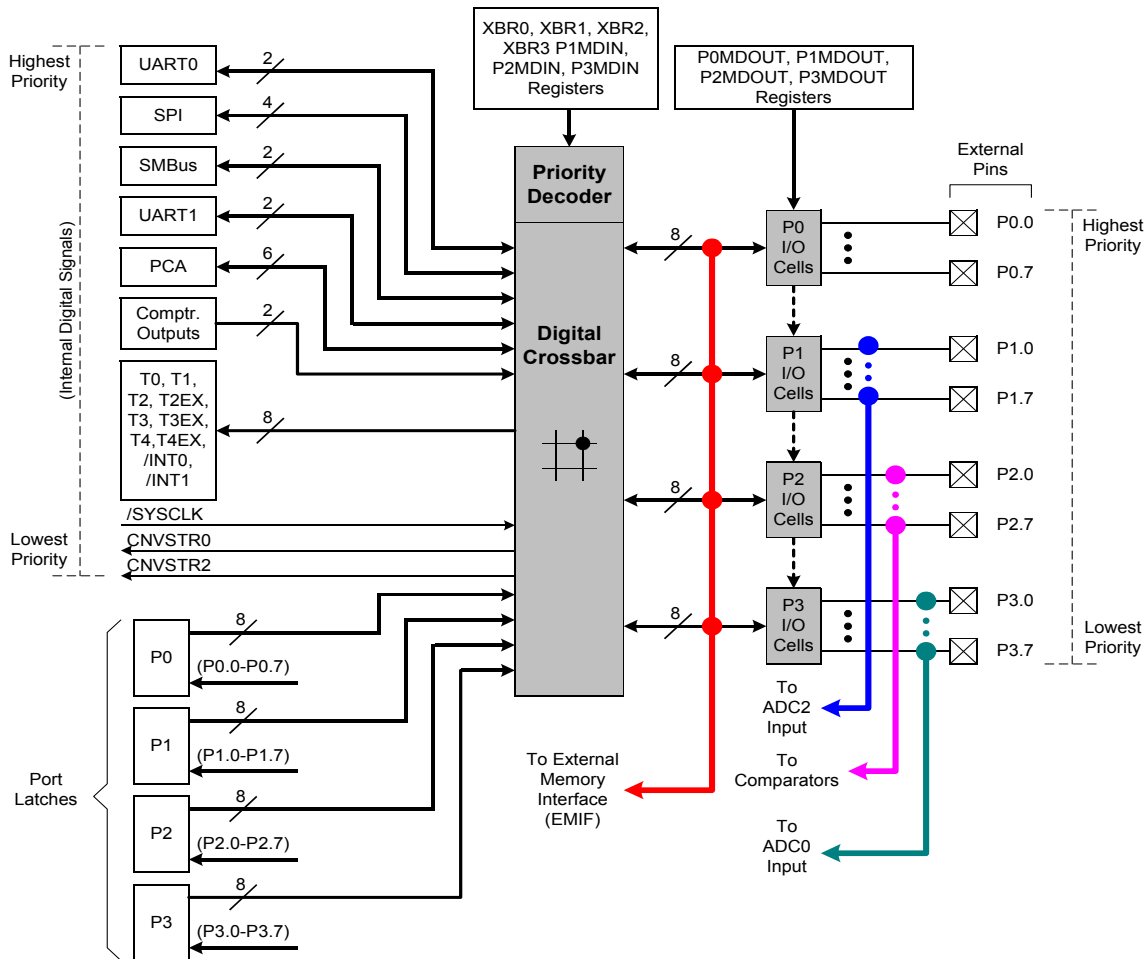 XBR0, XBR1, XBR2,
XBR3 P1MDIN,
P2MDIN, P3MDIN
Registers
P0MDOUT, P1MDOUT,
P2MDOUT, P3MDOUT
Registers
Highest
Priority
UART0
2
SPI
4
SMBus
2
UART1
2
PCA
6
Comptr.
Outputs
2
T0, T1,
T2, T2EX,
T3, T3EX,
T4,T4EX,
/INT0,
/INT1
8
(Internal Digital Signals)
/SYSCLK
CNVSTR0
CNVSTR2
Lowest
Priority
Priority
Decoder
Digital
Crossbar
8
8
8
8
P0
I/O
Cells
P1
I/O
Cells
P2
I/O
Cells
P3
I/O
Cells
External
Pins
P0.0
P0.7
P1.0
P1.7
P2.0
P2.7
P3.0
P3.7
Highest
Priority
Lowest
Priority
Port
Latches
P0
8
(P0.0-P0.7)
P1
8
(P1.0-P1.7)
P2
8
(P2.0-P2.7)
P3
8
(P3.0-P3.7)
To External
Memory
Interface
(EMIF)
To
ADC2
Input
To
Comparators
To
ADC0
Input